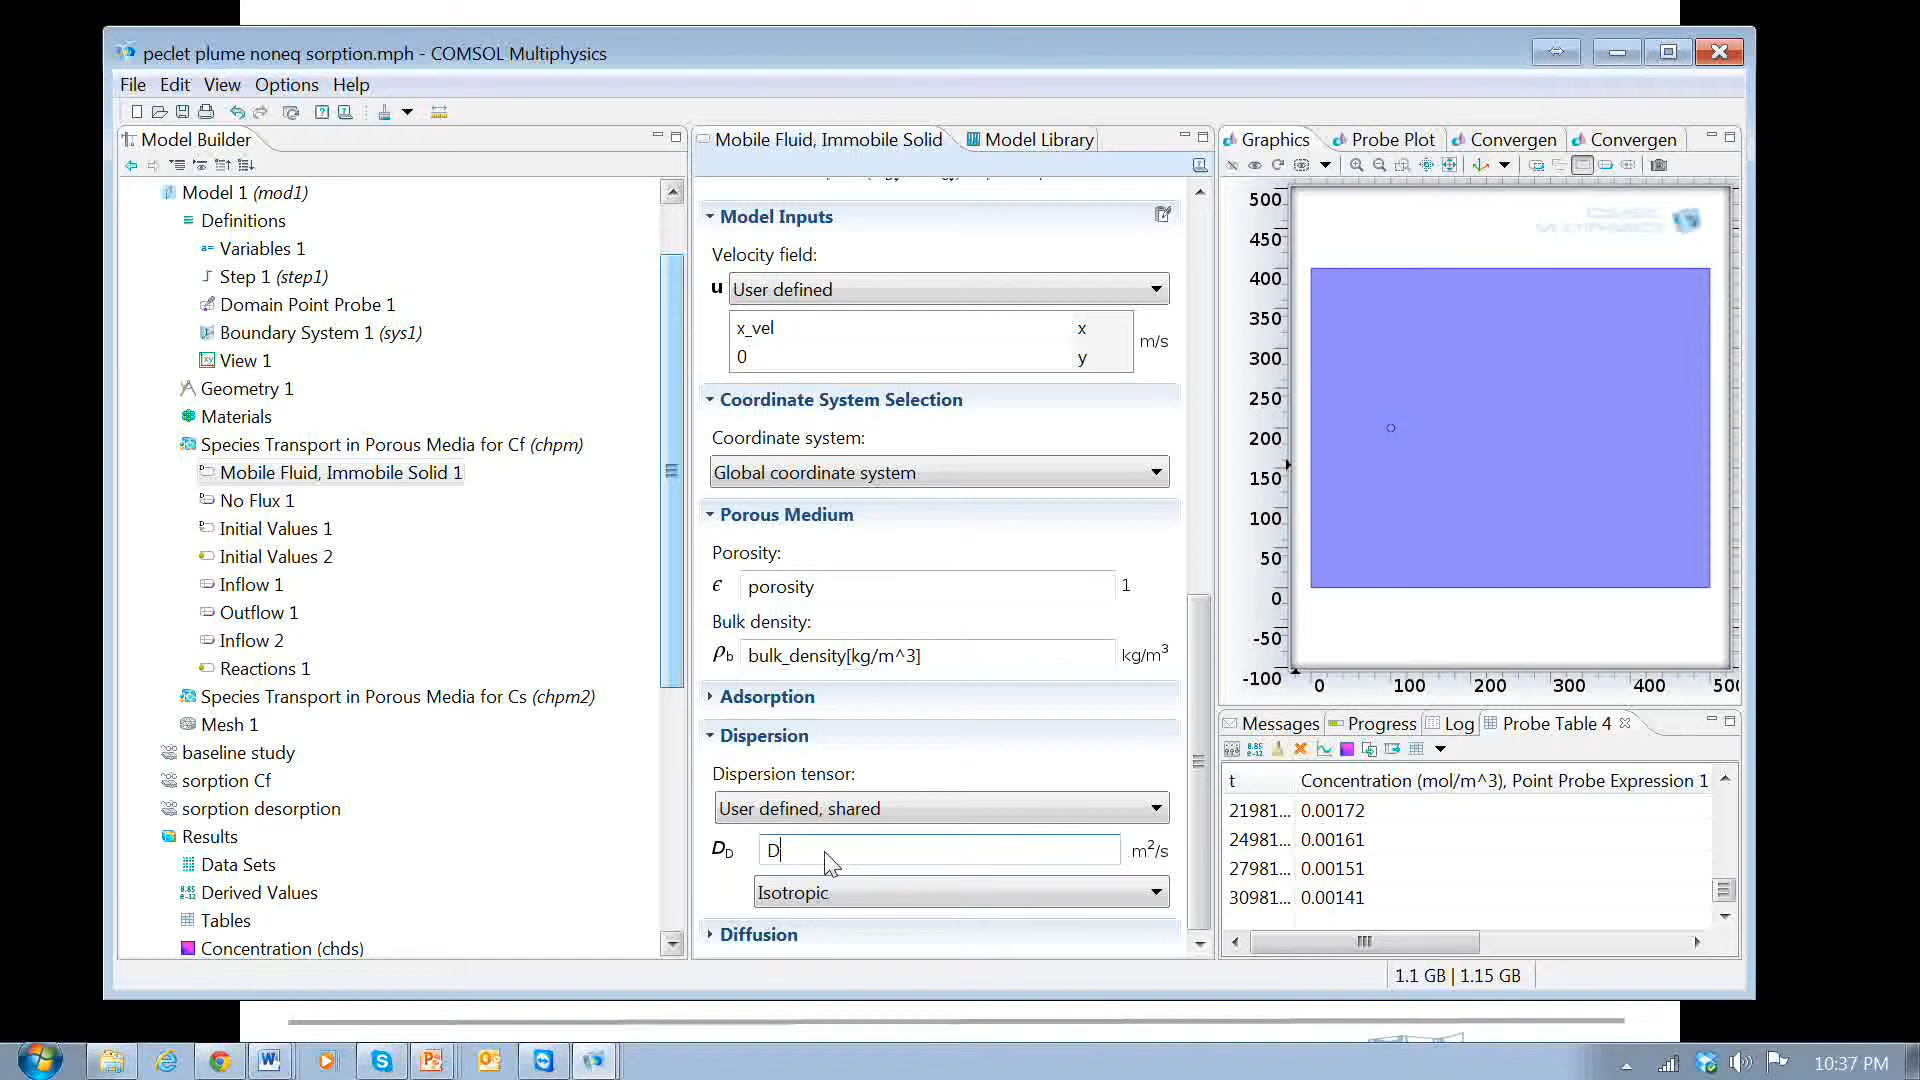 peclet plume noneq sorption.mph - COMSOL Multiphysics
File Edit View Options Help
Model Builder
Model 1 (mod1)
Definitions
a= Variables 1
Step 1 (step1)
Domain Point Probe 1
Boundary System 1 (sys1)
View 1
Geometry 1
Materials
Species Transport in Porous Media for Cf (chpm)
Mobile Fluid, Immobile Solid 1
No Flux 1
Initial Values 1
Initial Values 2
Inflow 1
Outflow 1
Inflow 2
Reactions 1
Species Transport in Porous Media for Cs (chpm2)
Mesh 1
baseline study
sorption Cf
sorption desorption
Results
Data Sets
Derived Values
Tables
Concentration (chds)
Mobile Fluid, Immobile Solid
Model Library
Model Inputs
Velocity field:
u User defined
x_vel x
0 y
m/s
Coordinate System Selection
Coordinate system:
Global coordinate system
Porous Medium
Porosity:
ϵ porosity 1
Bulk density:
ρb bulk_density[kg/m^3] kg/m³
Adsorption
Dispersion
Dispersion tensor:
User defined, shared
DD D m²/s
Isotropic
Diffusion
Graphics Probe Plot Convergen Convergen
500
450
400
350
300
250
200
150
100
50
0
-50
-100
0 100 200 300 400 500
Messages Progress Log Probe Table 4
t Concentration (mol/m^3), Point Probe Expression 1
21981... 0.00172
24981... 0.00161
27981... 0.00151
30981... 0.00141
1.1 GB | 1.15 GB
10:37 PM